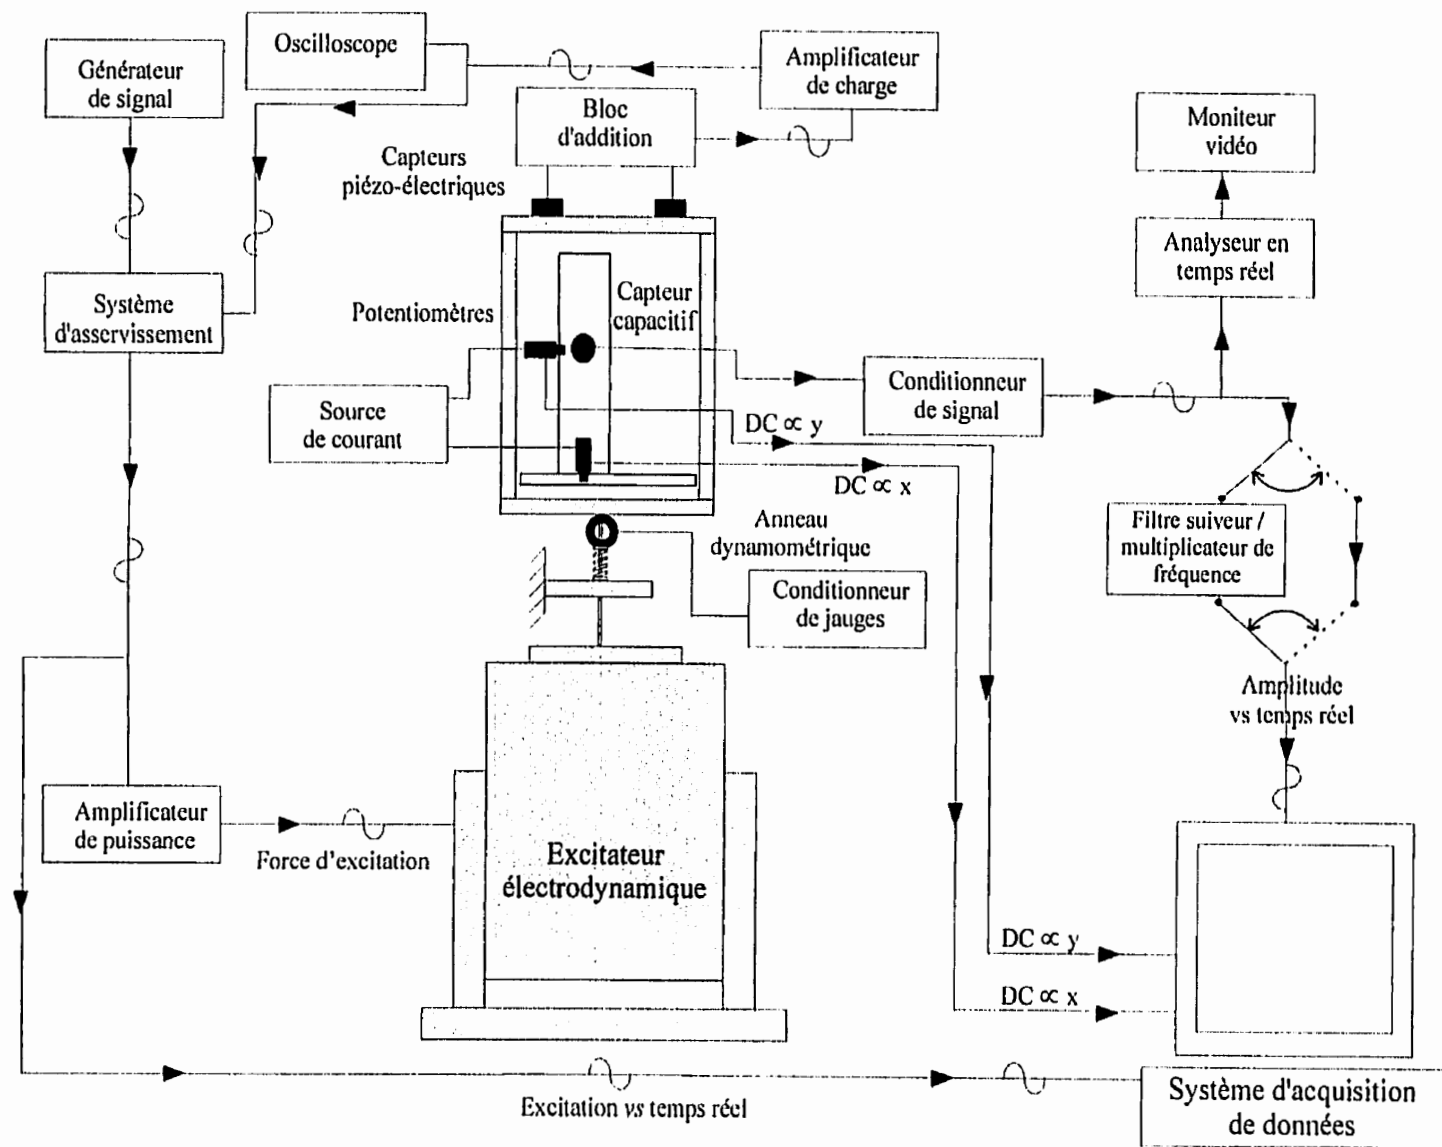 Oscilloscope
Générateur
de signal
Amplificateur
de charge
Bloc
d'addition
Moniteur
vidéo
Capteurs
piézo-électriques
Analyseur en
temps réel
Système
d'asservissement
Potentiomètres
Capteur
capacitif
Conditionneur
de signal
Source
de courant
DC ∝ y
DC ∝ x
Anneau
dynamométrique
Filtre suiveur /
multiplicateur de
fréquence
Conditionneur
de jauges
Amplitude
vs temps réel
Amplificateur
de puissance
Force d'excitation
Excitateur
électrodynamique
DC ∝ y
DC ∝ x
Excitation vs temps réel
Système d'acquisition
de données